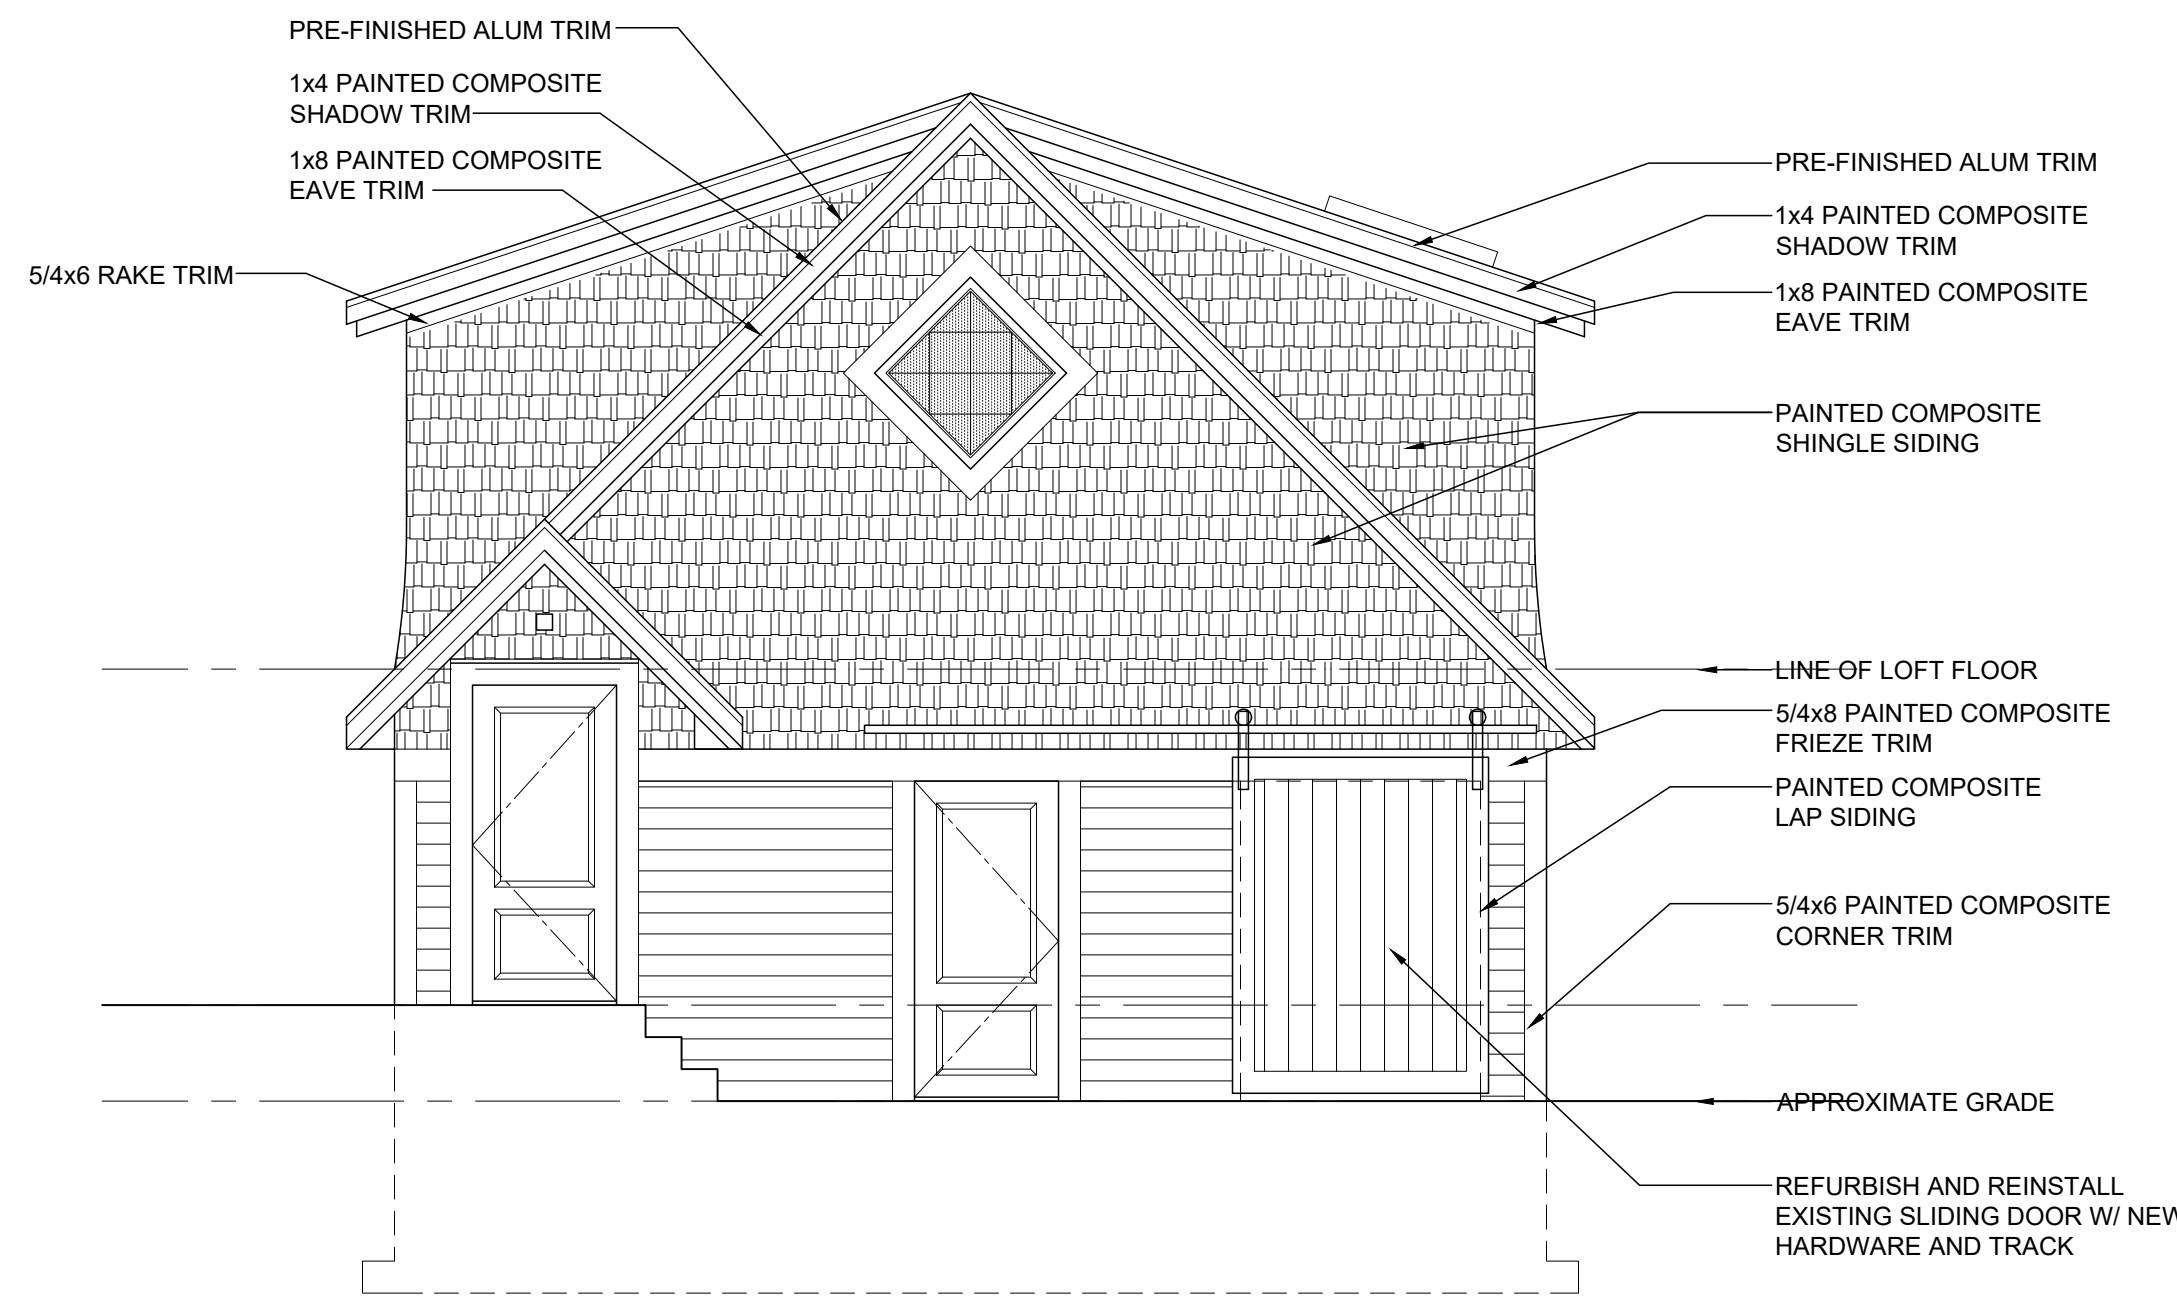 PRE-FINISHED ALUM TRIM
1x4 PAINTED COMPOSITE
SHADOW TRIM
1x8 PAINTED COMPOSITE
EAVE TRIM
5/4x6 RAKE TRIM
PRE-FINISHED ALUM TRIM
1x4 PAINTED COMPOSITE
SHADOW TRIM
1x8 PAINTED COMPOSITE
EAVE TRIM
PAINTED COMPOSITE
SHINGLE SIDING
LINE OF LOFT FLOOR
5/4x8 PAINTED COMPOSITE
FRIEZE TRIM
PAINTED COMPOSITE
LAP SIDING
5/4x6 PAINTED COMPOSITE
CORNER TRIM
APPROXIMATE GRADE
REFURBISH AND REINSTALL
EXISTING SLIDING DOOR W/ NEW
HARDWARE AND TRACK